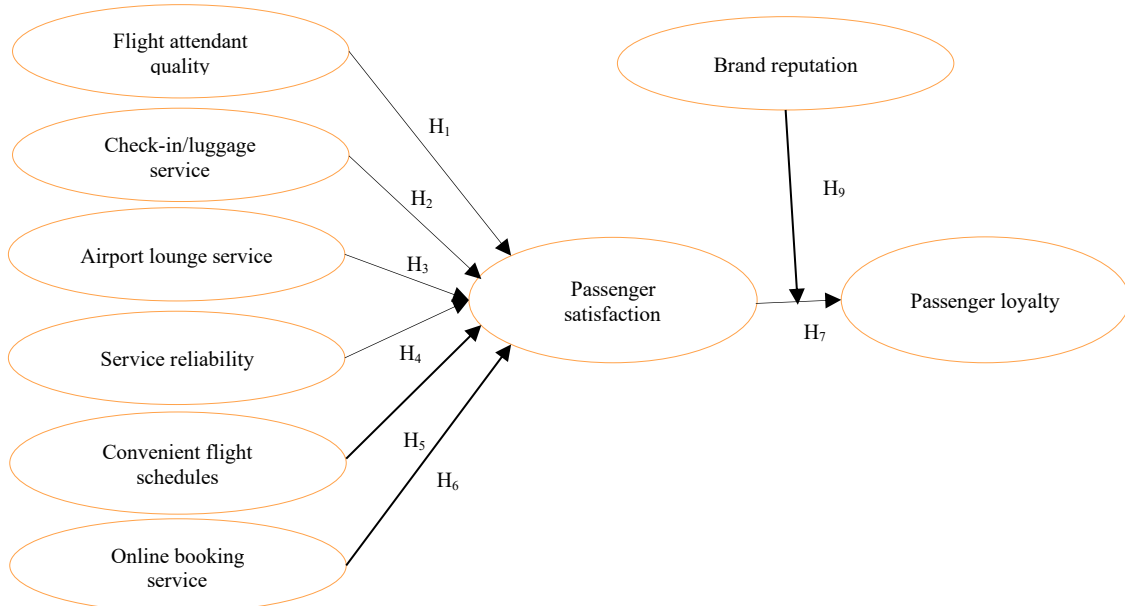 Flight attendant
quality
Brand reputation
H₁
Check-in/luggage
service
H₂
H₉
Airport lounge service
H₃
Passenger
satisfaction
Passenger loyalty
H₇
Service reliability
H₄
Convenient flight
schedules
H₅
H₆
Online booking
service